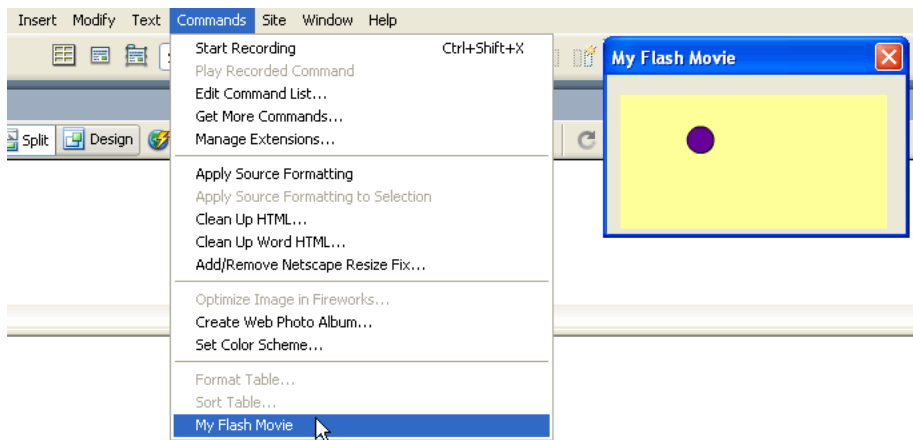 Insert Modify Text Commands Site Window Help
Start Recording Ctrl+Shift+X
Play Recorded Command
Edit Command List...
Get More Commands...
Manage Extensions...
Apply Source Formatting
Apply Source Formatting to Selection
Clean Up HTML...
Clean Up Word HTML...
Add/Remove Netscape Resize Fix...
Optimize Image in Fireworks...
Create Web Photo Album...
Set Color Scheme...
Format Table...
Sort Table...
My Flash Movie
Split Design
My Flash Movie